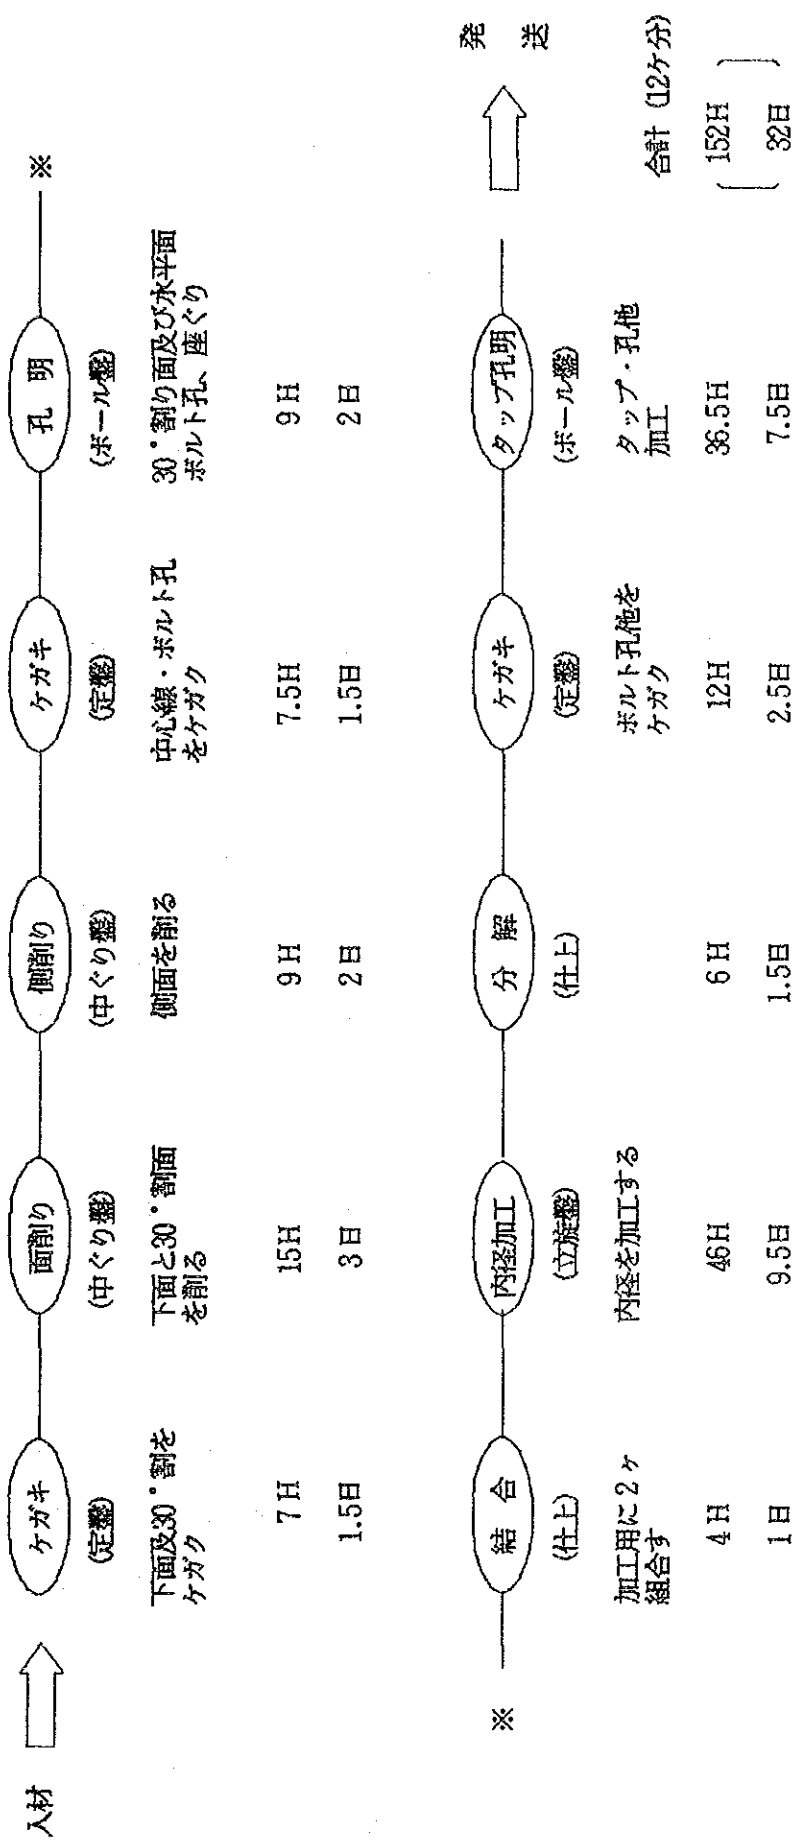 入材
ケガキ
(定盤)
下面及30°割を
ケガク
7H
1.5日
面削り
(中ぐり盤)
下面と30°割面
を削る
15H
3日
側削り
(中ぐり盤)
側面を削る
9H
2日
ケガキ
(定盤)
中心線・ボルト孔
をケガク
7.5H
1.5日
孔明
(ボール盤)
30°割り面及び水平面
ボルト孔、座ぐり
9H
2日
※
※
結合
(仕上)
加工用に2ヶ
組合す
4H
1日
内径加工
(立旋盤)
内径を加工する
46H
9.5日
分解
(仕上)
6H
1.5日
ケガキ
(定盤)
ボルト孔他を
ケガク
12H
2.5日
タップ孔明
(ボール盤)
タップ・孔他
加工
36.5H
7.5日
発送
合計 (12ケ分)
152H
32日